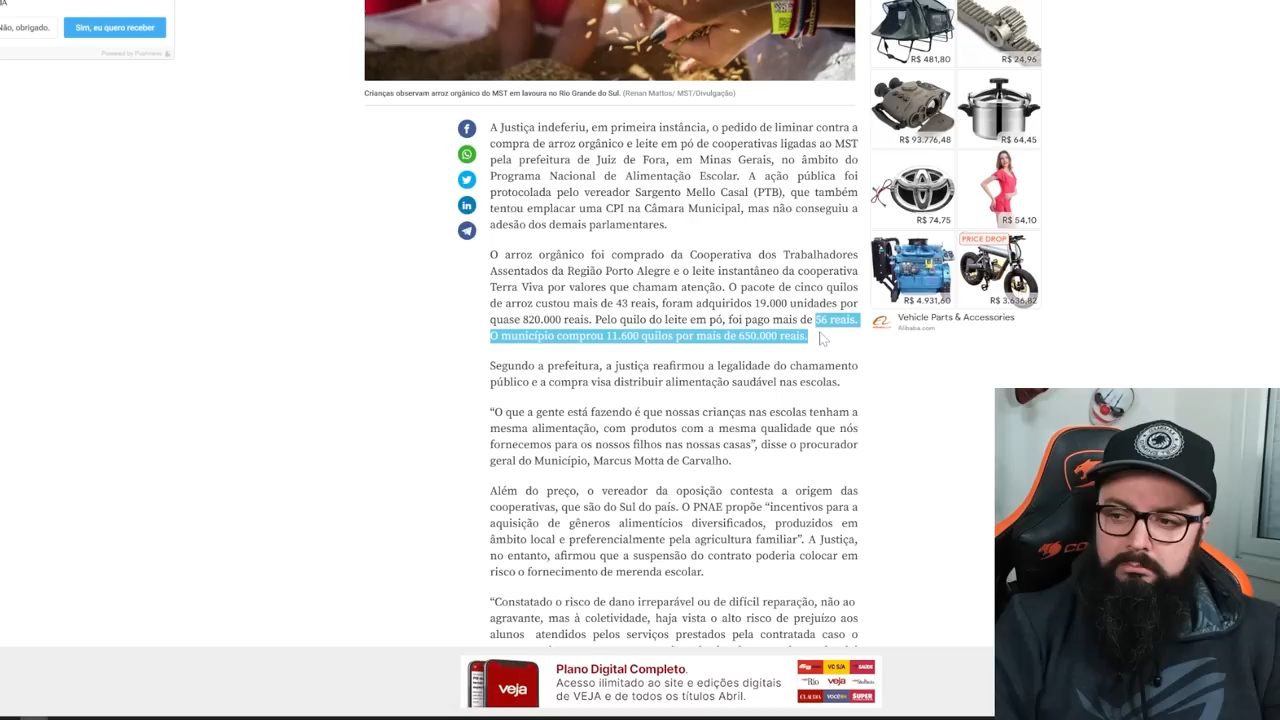 Não, obrigado.
Sim, eu quero receber
Powered by Pushnews
R$ 481,80
R$ 24,96
Crianças observam arroz orgânico do MST em lavoura no Rio Grande do Sul. (Renan Mattos/ MST/Divulgação)
R$ 93.776,48
R$ 64,45
R$ 74,75
R$ 54,10
PRICE DROP
R$ 4.931,60
R$ 3.636,82
Vehicle Parts & Accessories
Alibaba.com
A Justiça indeferiu, em primeira instância, o pedido de liminar contra a
compra de arroz orgânico e leite em pó de cooperativas ligadas ao MST
pela prefeitura de Juiz de Fora, em Minas Gerais, no âmbito do
Programa Nacional de Alimentação Escolar. A ação pública foi
protocolada pelo vereador Sargento Mello Casal (PTB), que também
tentou emplacar uma CPI na Câmara Municipal, mas não conseguiu a
adesão dos demais parlamentares.
O arroz orgânico foi comprado da Cooperativa dos Trabalhadores
Assentados da Região Porto Alegre e o leite instantâneo da cooperativa
Terra Viva por valores que chamam atenção. O pacote de cinco quilos
de arroz custou mais de 43 reais, foram adquiridos 19.000 unidades por
quase 820.000 reais. Pelo quilo do leite em pó, foi pago mais de 56 reais.
O município comprou 11.600 quilos por mais de 650.000 reais.
Segundo a prefeitura, a justiça reafirmou a legalidade do chamamento
público e a compra visa distribuir alimentação saudável nas escolas.
“O que a gente está fazendo é que nossas crianças nas escolas tenham a
mesma alimentação, com produtos com a mesma qualidade que nós
fornecemos para os nossos filhos nas nossas casas”, disse o procurador
geral do Município, Marcus Motta de Carvalho.
Além do preço, o vereador da oposição contesta a origem das
cooperativas, que são do Sul do país. O PNAE propõe “incentivos para a
aquisição de gêneros alimentícios diversificados, produzidos em
âmbito local e preferencialmente pela agricultura familiar”. A Justiça,
no entanto, afirmou que a suspensão do contrato poderia colocar em
risco o fornecimento de merenda escolar.
“Constatado o risco de dano irreparável ou de difícil reparação, não ao
agravante, mas à coletividade, haja vista o alto risco de prejuízo aos
alunos atendidos pelos serviços prestados pela contratada caso o
veja
Plano Digital Completo.
Acesso ilimitado ao site e edições digitais
de VEJA e de todos os títulos Abril.
VC S/A
SAÚDE
Rio
veja
CLAUDIA
SUPER